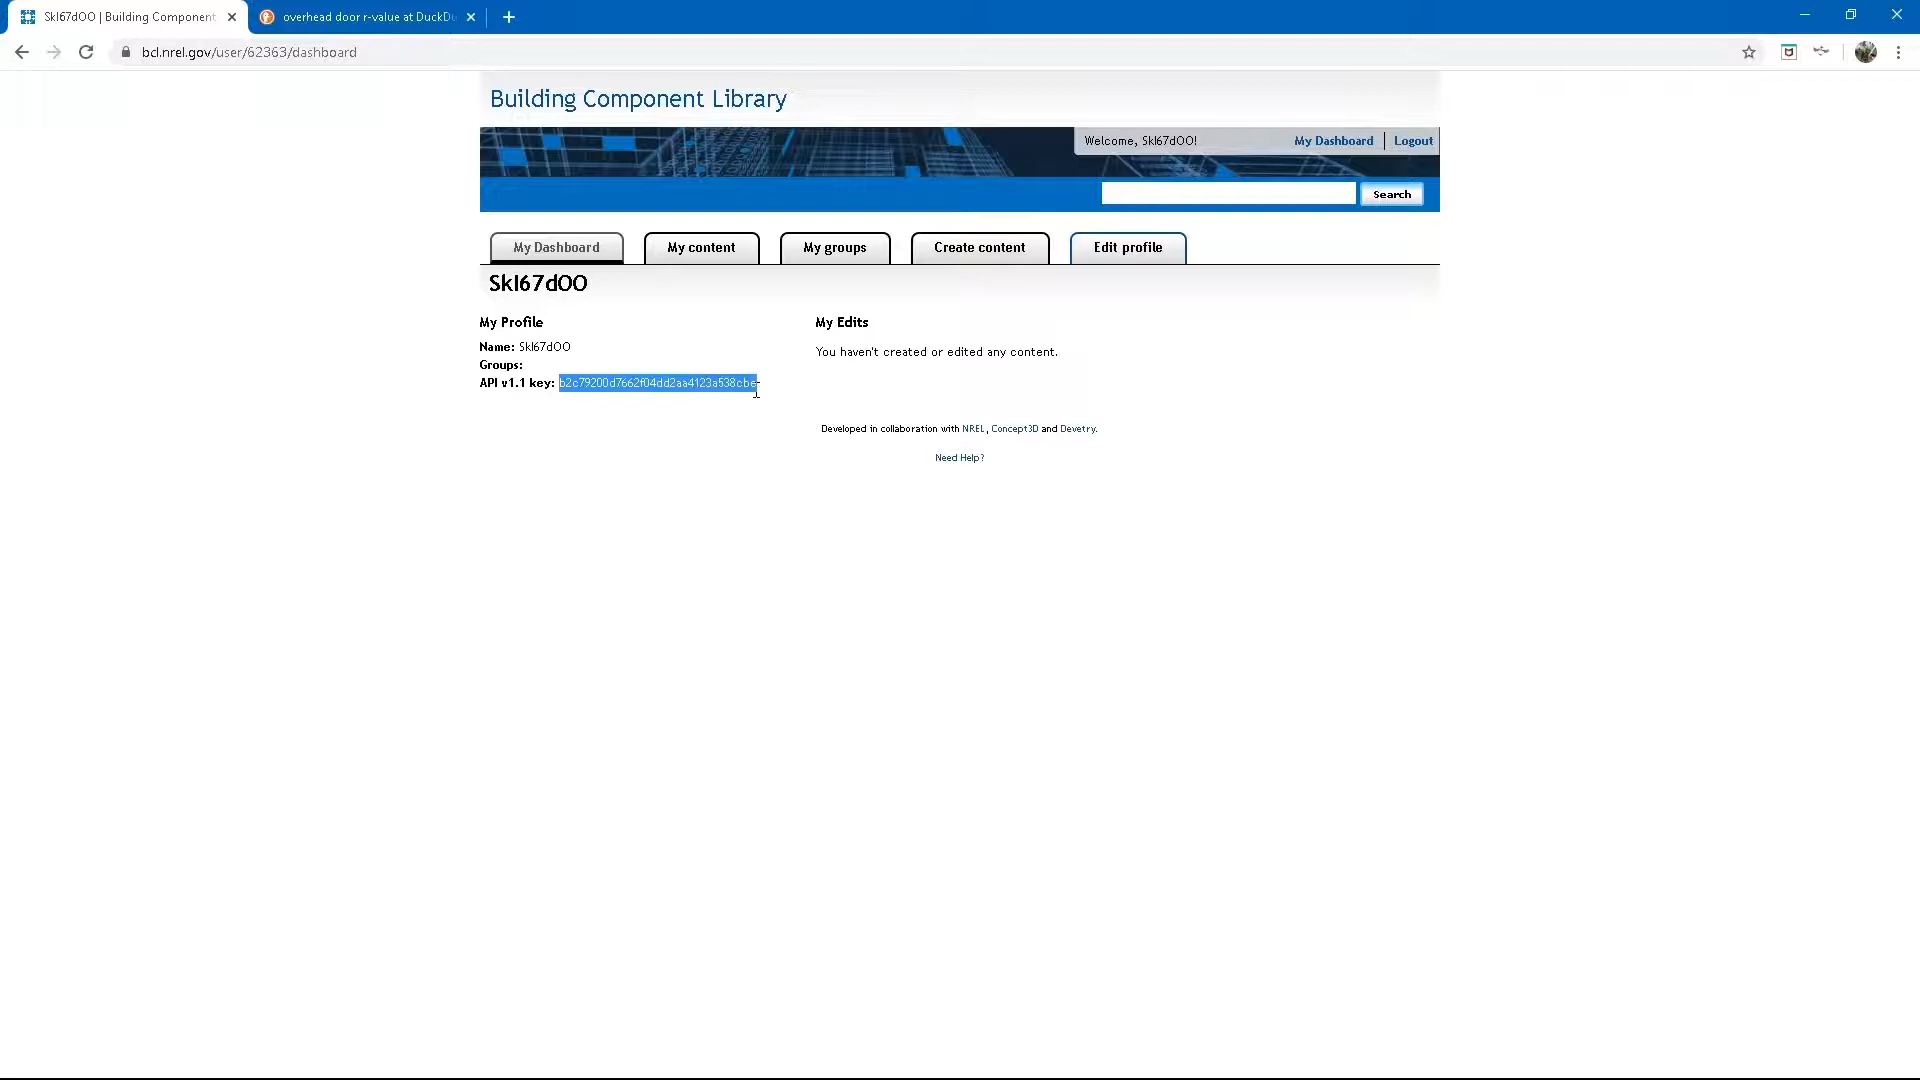 Skl67dOO | Building Component
overhead door r-value at DuckDu
bcl.nrel.gov/user/62363/dashboard
Building Component Library
Welcome, Skl67dOO!
My Dashboard
Logout
Search
My Dashboard
My content
My groups
Create content
Edit profile
Skl67dOO
My Profile
My Edits
Name: Skl67dOO
You haven't created or edited any content.
Groups:
API v1.1 key: b2c79200d7662f04dd2aa4123a538cbe
Developed in collaboration with NREL, Concept3D and Devetry.
Need Help?